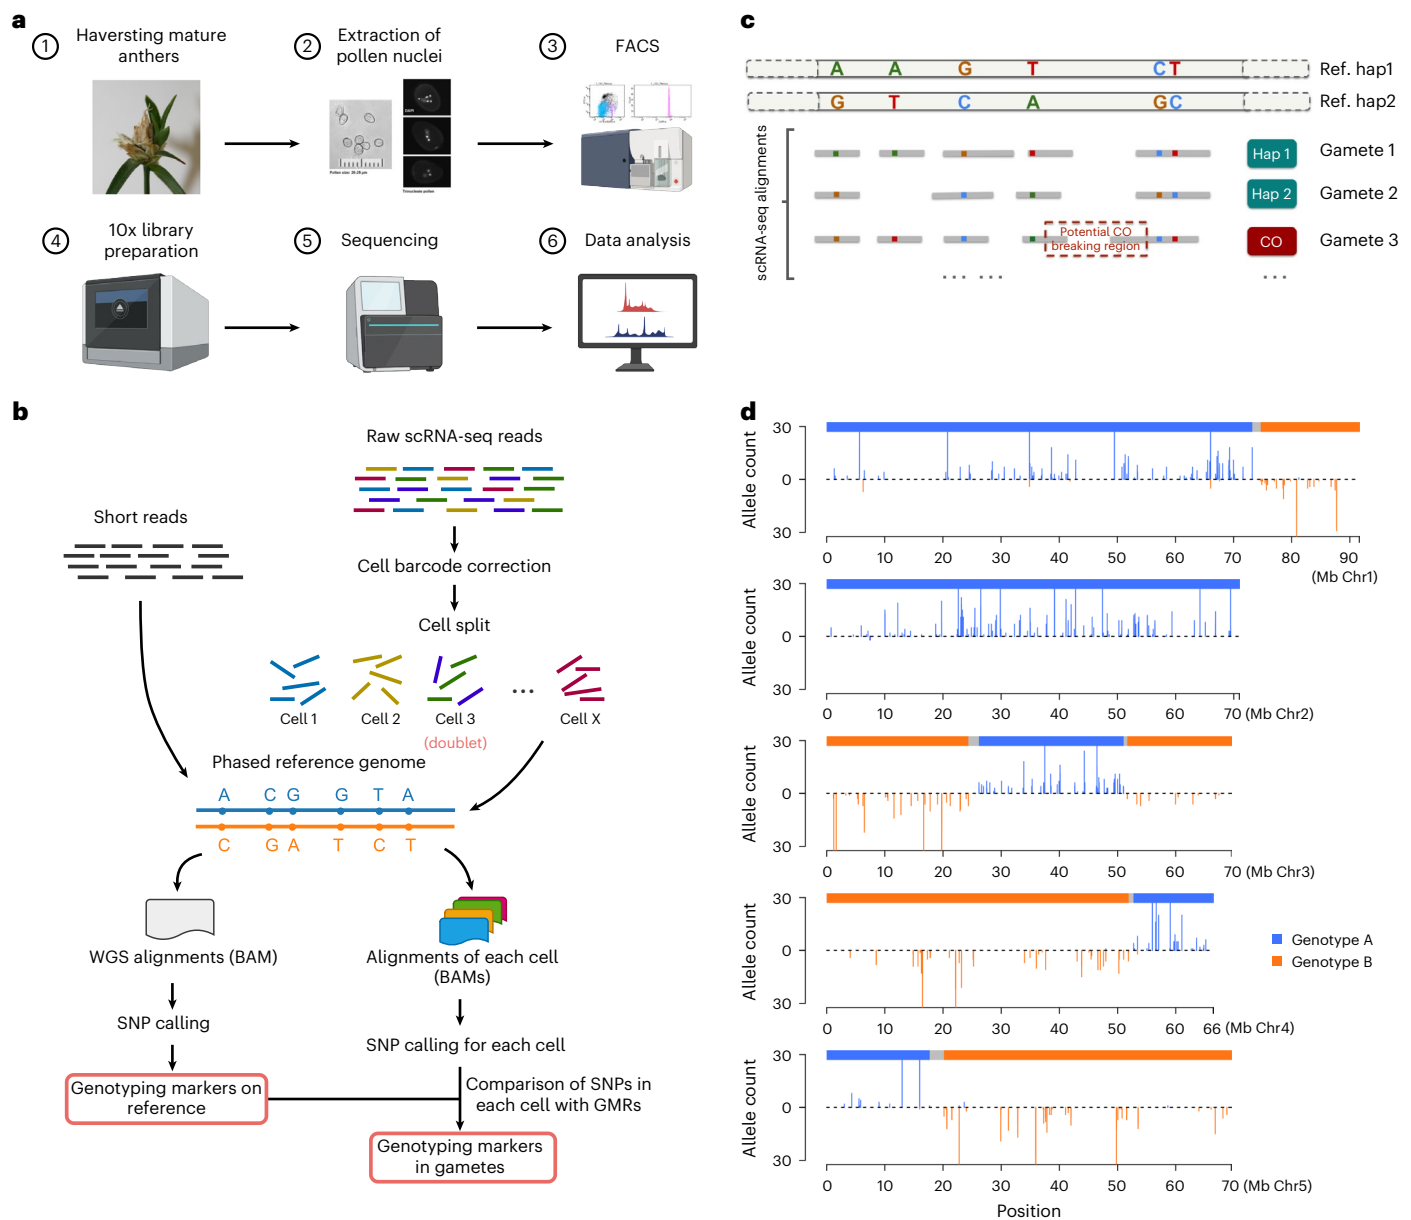 a
1
Haversting mature
anthers
2
Extraction of
pollen nuclei
3
FACS
DAPI
Pollen size: 26.28 μm
Trinucleate pollen
4
10x library
preparation
5
Sequencing
6
Data analysis
b
Raw scRNA-seq reads
Short reads
Cell barcode correction
Cell split
Cell 1
Cell 2
Cell 3
...
Cell X
(doublet)
Phased reference genome
A C G G T A
C G A T C T
WGS alignments (BAM)
Alignments of each cell
(BAMs)
SNP calling
SNP calling for each cell
Genotyping markers on
reference
Comparison of SNPs in
each cell with GMRs
Genotyping markers
in gametes
c
A A G T C T Ref. hap1
G T C A G C Ref. hap2
scRNA-seq alignments
Hap 1 Gamete 1
Hap 2 Gamete 2
Potential CO
breaking region
CO Gamete 3
... ... ...
d
Allele count
30
0
30
0 10 20 30 40 50 60 70 80 90
(Mb Chr1)
Allele count
30
0
30
0 10 20 30 40 50 60 70 (Mb Chr2)
Allele count
30
0
30
0 10 20 30 40 50 60 70 (Mb Chr3)
Allele count
30
0
30
0 10 20 30 40 50 60 66 (Mb Chr4)
Genotype A
Genotype B
Allele count
30
0
30
0 10 20 30 40 50 60 70 (Mb Chr5)
Position